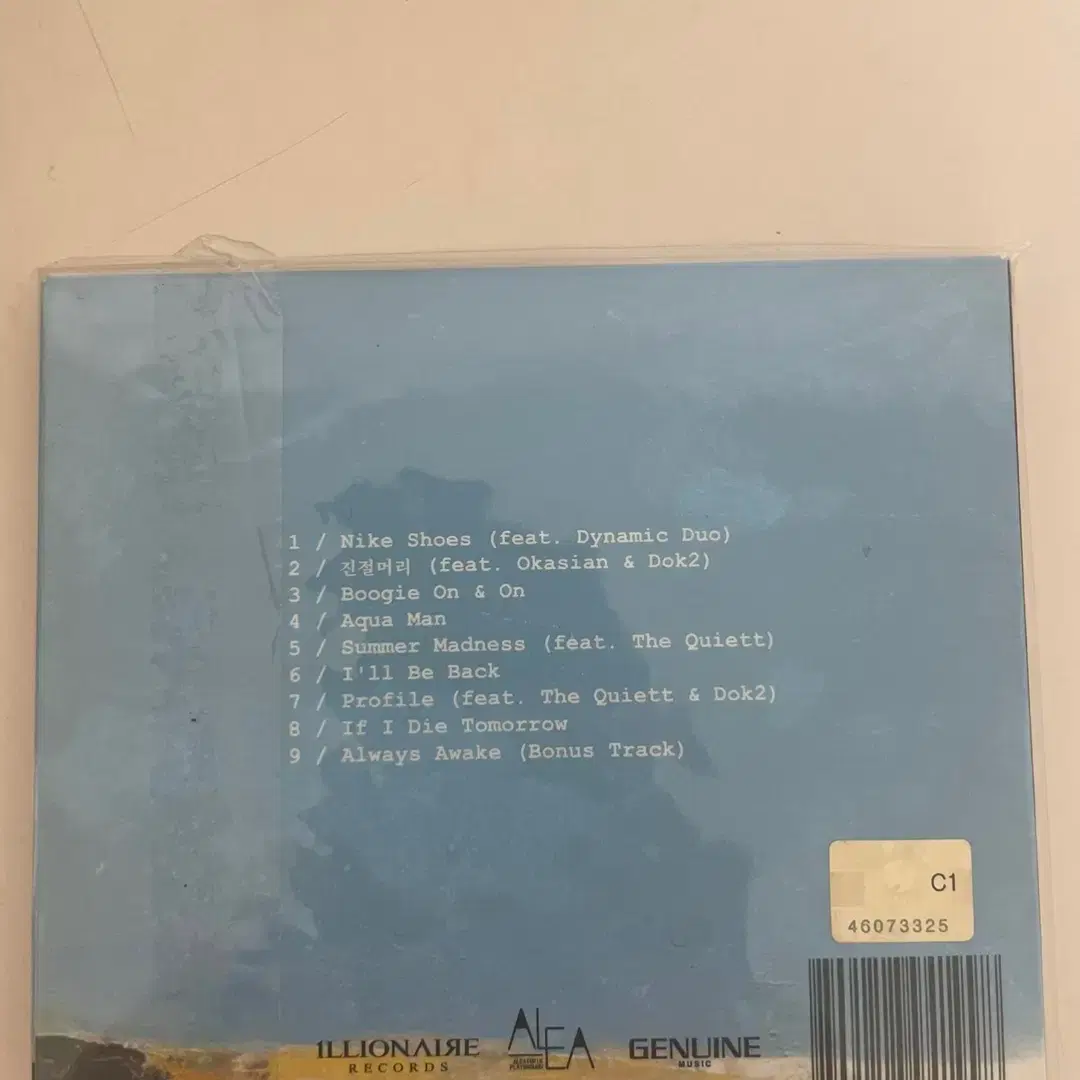 1 / Nike Shoes (feat. Dynamic Duo)
2 / 진절머리 (feat. Okasian & Dok2)
3 / Boogie On & On
4 / Aqua Man
5 / Summer Madness (feat. The Quiett)
6 / I'll Be Back
7 / Profile (feat. The Quiett & Dok2)
8 / If I Die Tomorrow
9 / Always Awake (Bonus Track)
C1
46073325
1LLIONAIRE
RECORDS
ALEA
GENUINE
MUSIC